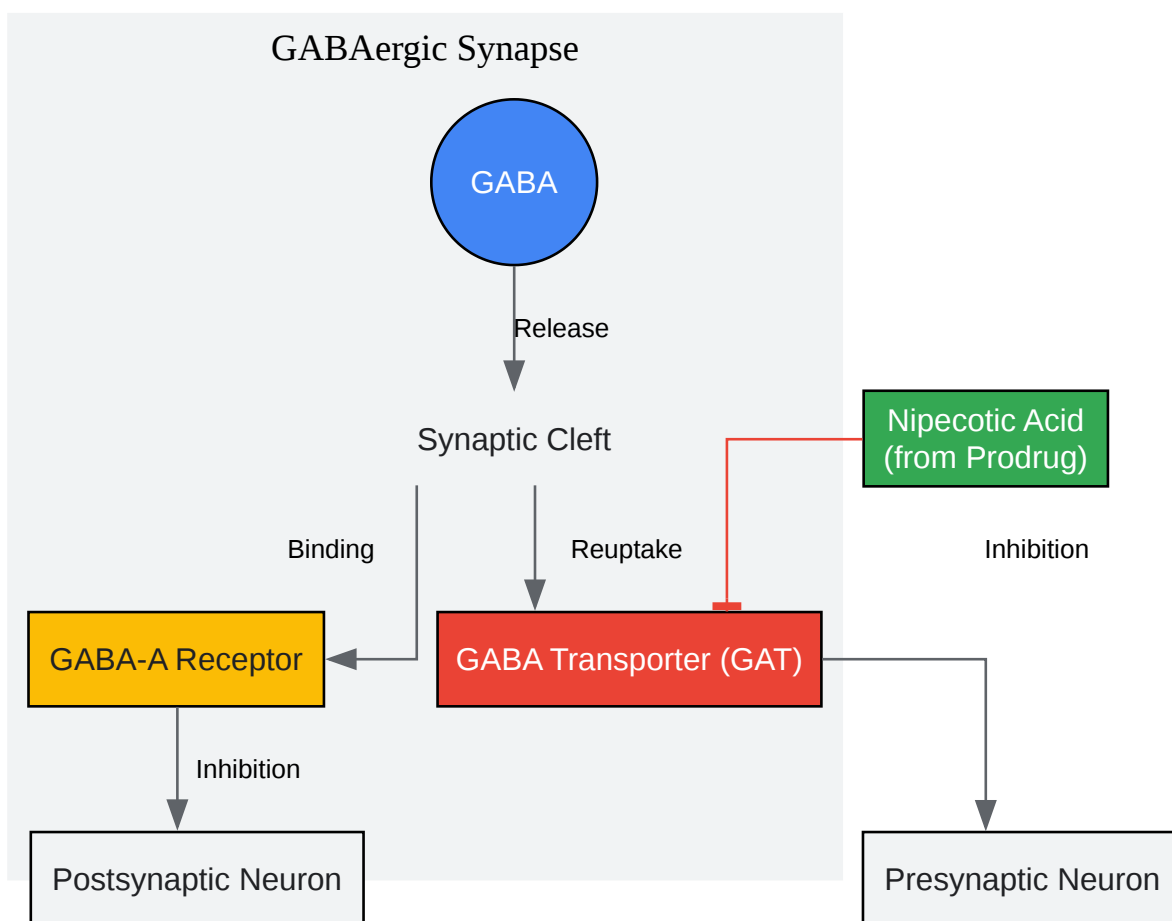 GABAergic Synapse
GABA
Release
Synaptic Cleft
Nipecotic Acid
(from Prodrug)
Binding
Reuptake
Inhibition
GABA-A Receptor
GABA Transporter (GAT)
Inhibition
Postsynaptic Neuron
Presynaptic Neuron